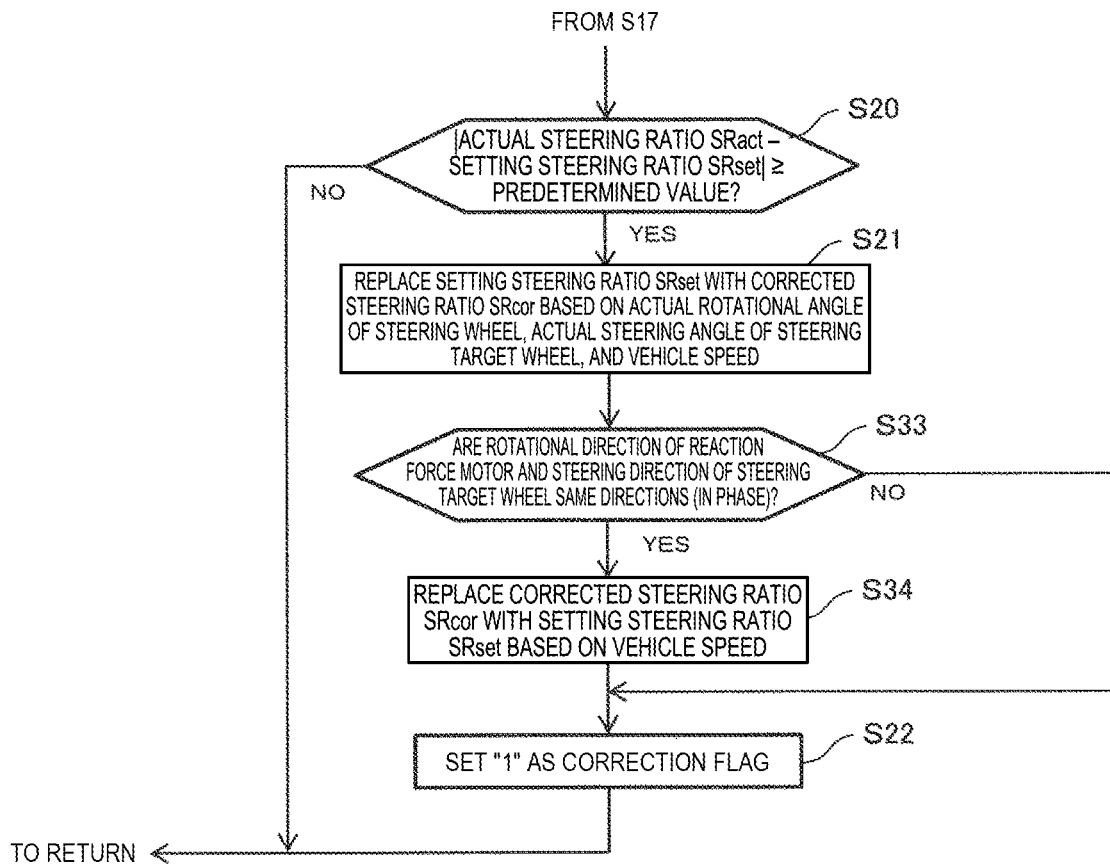 FROM S17
S20
|ACTUAL STEERING RATIO SRact –
SETTING STEERING RATIO SRset| ≥
PREDETERMINED VALUE?
NO
YES
S21
REPLACE SETTING STEERING RATIO SRset WITH CORRECTED
STEERING RATIO SRcor BASED ON ACTUAL ROTATIONAL ANGLE
OF STEERING WHEEL, ACTUAL STEERING ANGLE OF STEERING
TARGET WHEEL, AND VEHICLE SPEED
S33
ARE ROTATIONAL DIRECTION OF REACTION
FORCE MOTOR AND STEERING DIRECTION OF STEERING
TARGET WHEEL SAME DIRECTIONS (IN PHASE)?
NO
YES
S34
REPLACE CORRECTED STEERING RATIO
SRcor WITH SETTING STEERING RATIO
SRset BASED ON VEHICLE SPEED
S22
SET "1" AS CORRECTION FLAG
TO RETURN